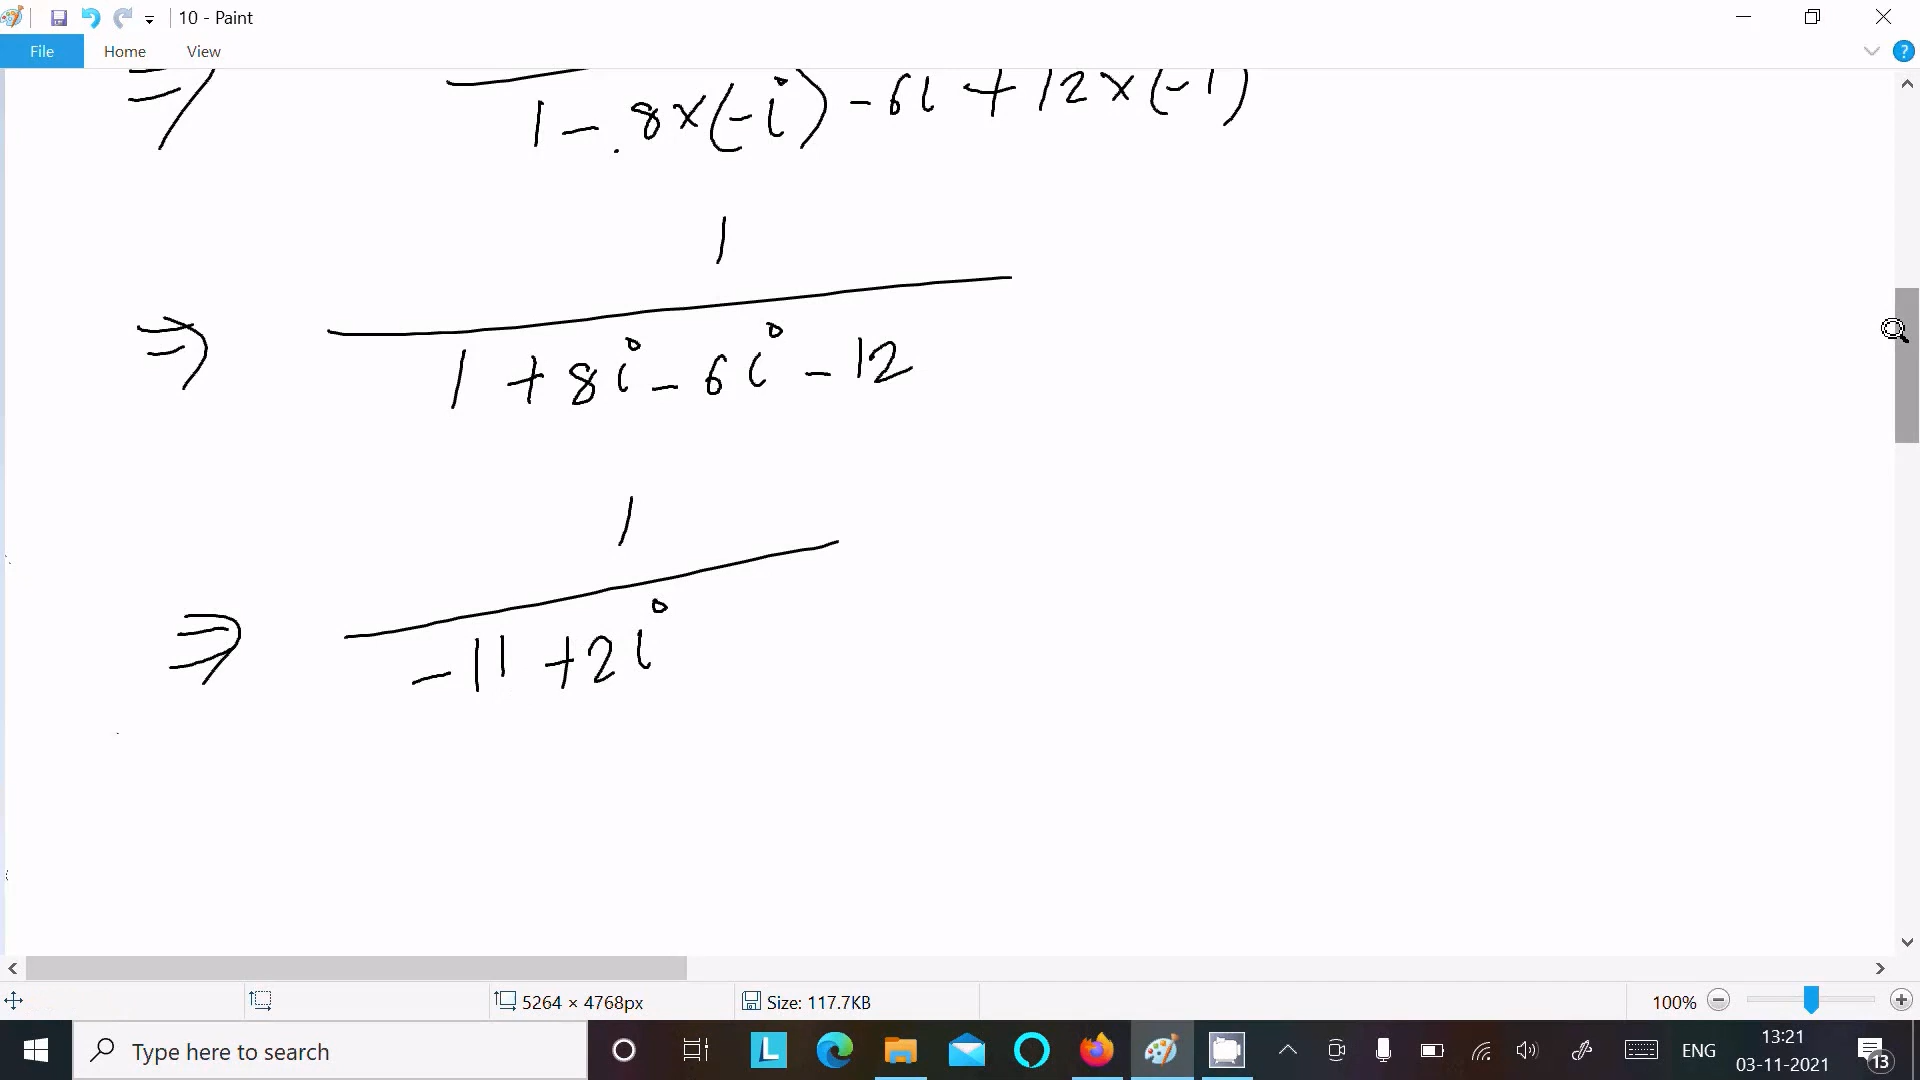 10 - Paint
File Home View
⇒ 1 - 8×(-i) - 6i + 12×(-1)
1
⇒ 1 + 8i - 6i - 12
1
⇒ -11 + 2i
5264 × 4768px Size: 117.7KB 100%
Type here to search L ENG 13:21
03-11-2021 13